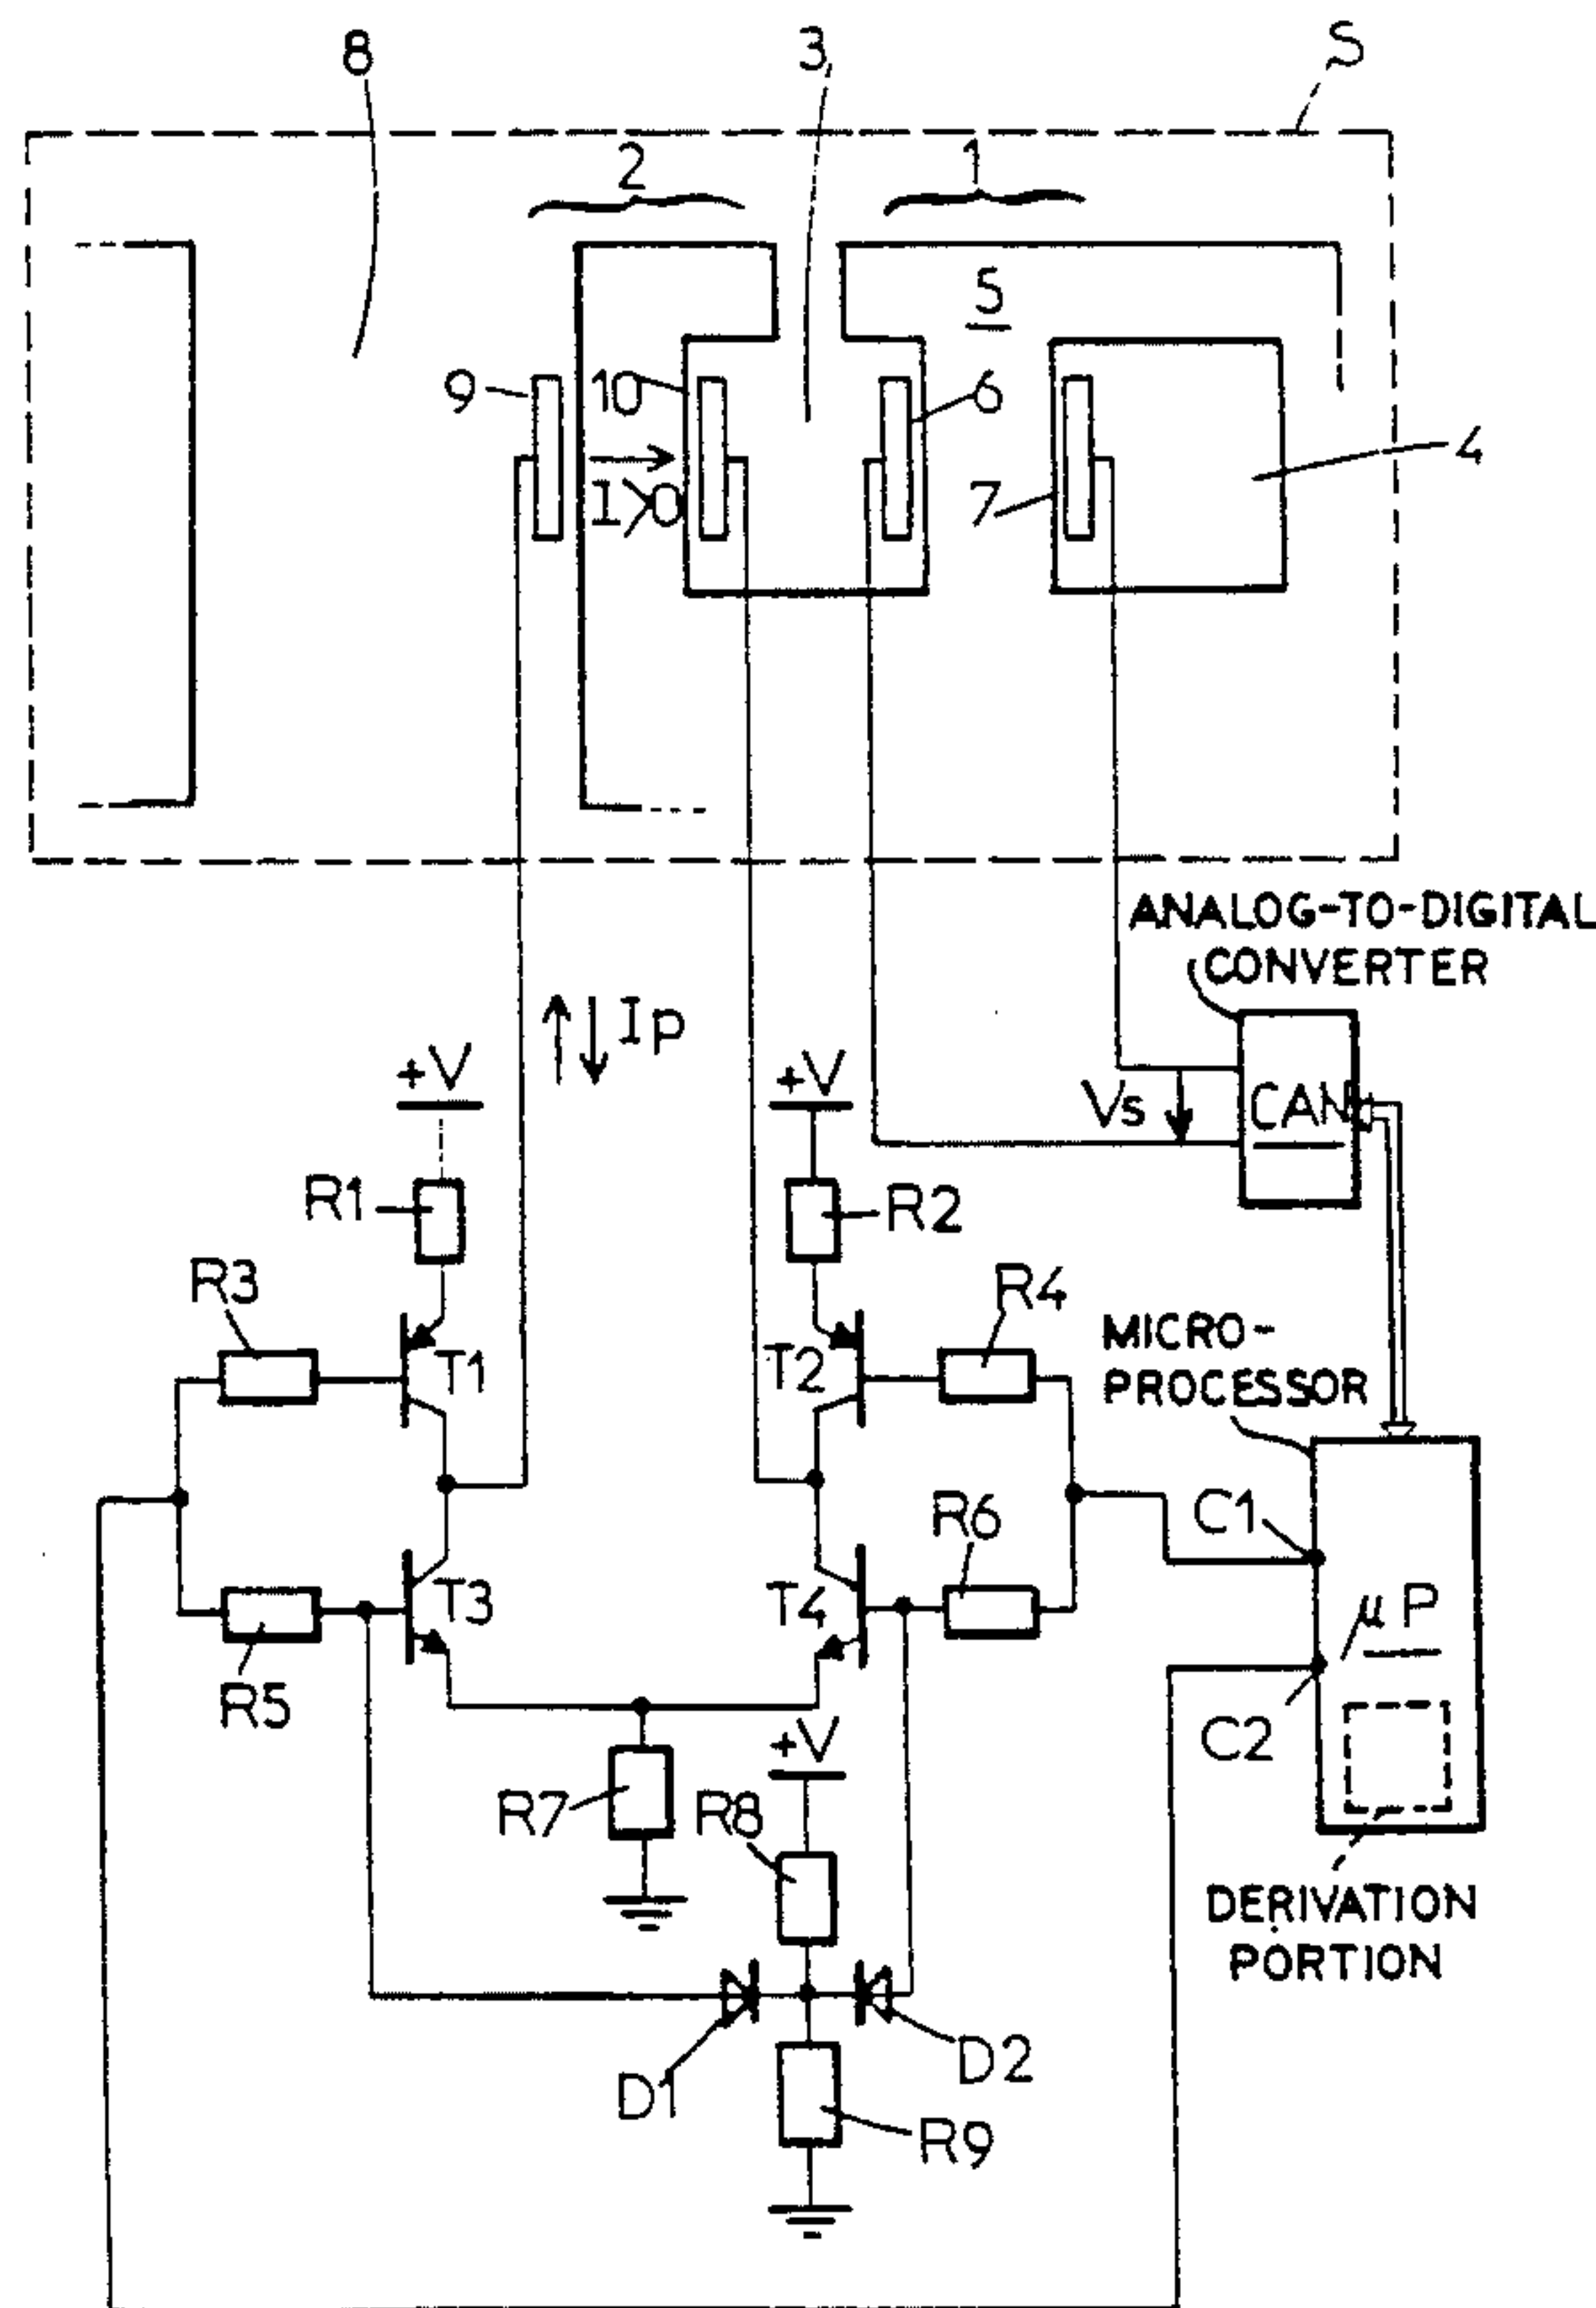 8
3
S
2
1
5
9
10
6
4
I>0
7
ANALOG-TO-DIGITAL
CONVERTER
Ip
+V
+V
Vs
CAN
R1
R2
R3
R4
T1
T2
MICRO-
PROCESSOR
C1
R6
T3
T4
µP
R5
C2
+V
R7
R8
DERIVATION
PORTION
D1
D2
R9